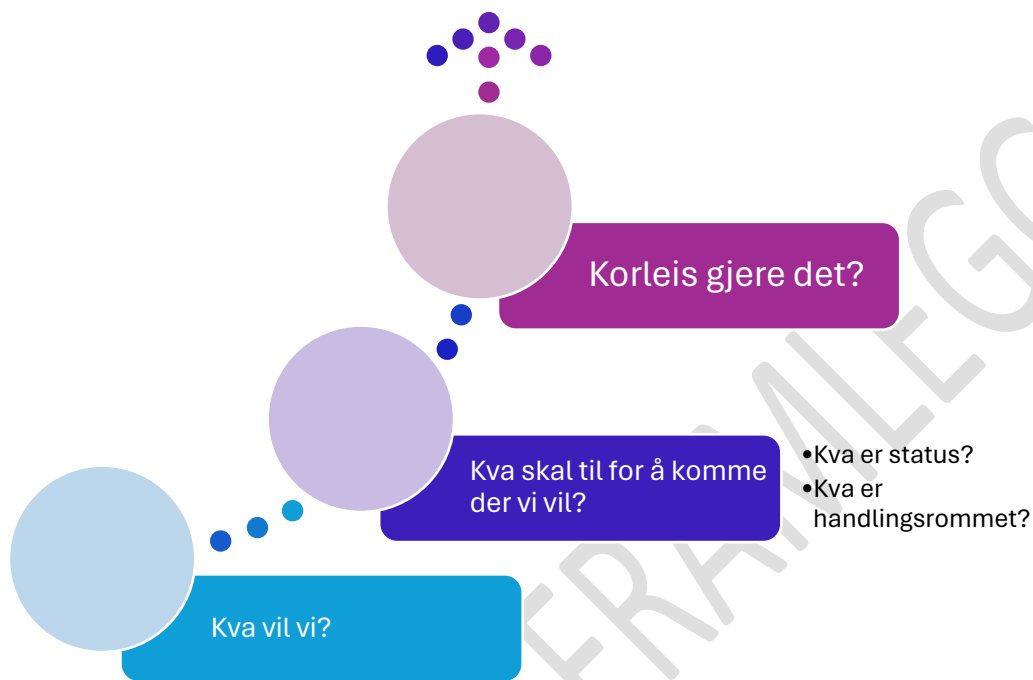 Korleis gjere det?
Kva skal til for å komme
der vi vil?
•Kva er status?
•Kva er
handlingsrommet?
Kva vil vi?
FRAMLEGG